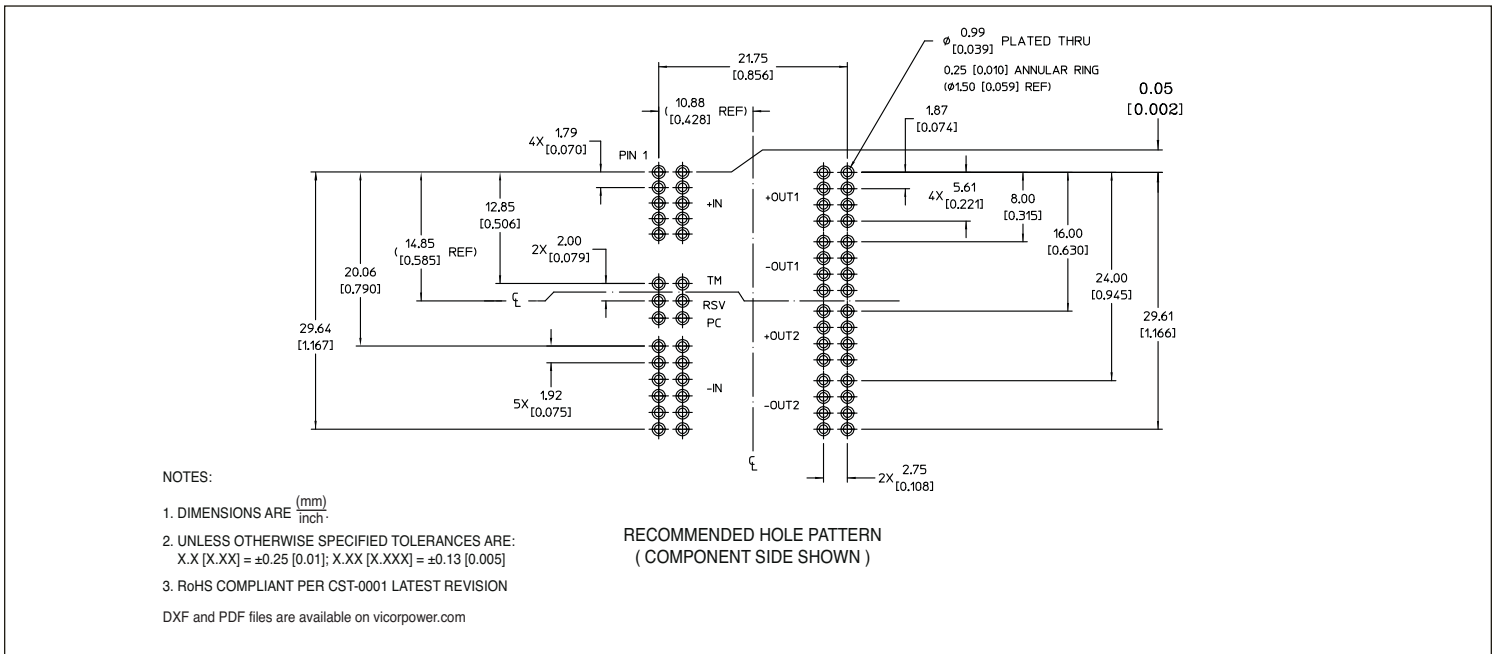 ø 0.99 [0.039] PLATED THRU
0.25 [0.010] ANNULAR RING
(ø1.50 [0.059] REF)
21.75
[0.856]
0.05
[0.002]
( 10.88 [0.428] REF)
1.87
[0.074]
4X 1.79 [0.070]
PIN 1
+IN
+OUT1
4X 5.61 [0.221]
8.00
[0.315]
12.85
[0.506]
( 14.85 [0.585] REF)
2X 2.00 [0.079]
-OUT1
16.00
[0.630]
20.06
[0.790]
TM
24.00
[0.945]
℄
RSV
PC
29.64
[1.167]
+OUT2
29.61
[1.166]
-IN
5X 1.92 [0.075]
-OUT2
℄
2X 2.75 [0.108]
NOTES:
1. DIMENSIONS ARE (mm)/inch.
2. UNLESS OTHERWISE SPECIFIED TOLERANCES ARE:
X.X [X.XX] = ±0.25 [0.01]; X.XX [X.XXX] = ±0.13 [0.005]
3. RoHS COMPLIANT PER CST-0001 LATEST REVISION
DXF and PDF files are available on vicorpower.com
RECOMMENDED HOLE PATTERN
( COMPONENT SIDE SHOWN )